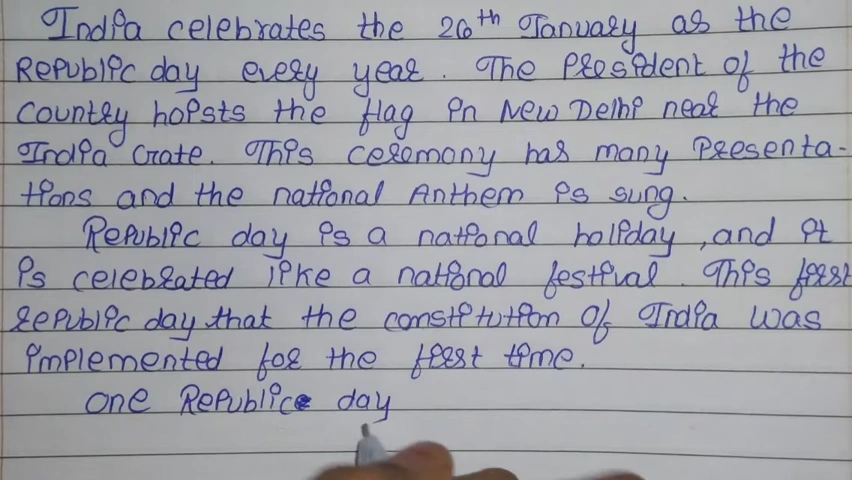 India celebrates the 26th January as the
Republic day every year. The President of the
Country hoists the flag in New Delhi near the
India Gate. This ceremony has many Presenta-
tions and the national Anthem is sung.
Republic day is a national holiday, and it
is celebrated like a national festival. This first
republic day that the constitution of India was
implemented for the first time.
One Republic day